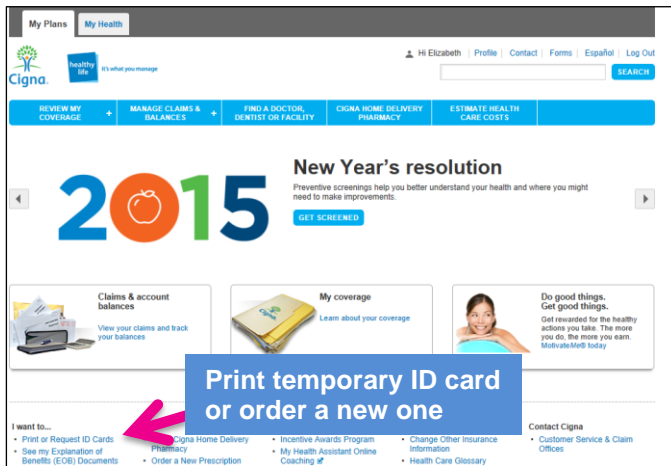 My Plans
My Health
Hi Elizabeth | Profile | Contact | Forms | Español | Log Out
Cigna.
healthy
life
It's what you manage
SEARCH
REVIEW MY
COVERAGE +
MANAGE CLAIMS &
BALANCES +
FIND A DOCTOR,
DENTIST OR FACILITY
CIGNA HOME DELIVERY
PHARMACY
ESTIMATE HEALTH
CARE COSTS
2015
New Year's resolution
Preventive screenings help you better understand your health and where you might
need to make improvements.
GET SCREENED
Claims & account
balances
View your claims and track
your balances
Cigna
My coverage
Learn about your coverage
Do good things.
Get good things.
Get rewarded for the healthy
actions you take. The more
you do, the more you earn.
MotivateMe® today
Print temporary ID card
or order a new one
I want to...
• Print or Request ID Cards
• See my Explanation of
Benefits (EOB) Documents
Cigna Home Delivery
Pharmacy
• Order a New Prescription
• Incentive Awards Program
• My Health Assistant Online
Coaching
• Change Other Insurance
Information
• Health Care Glossary
Contact Cigna
• Customer Service & Claim
Offices